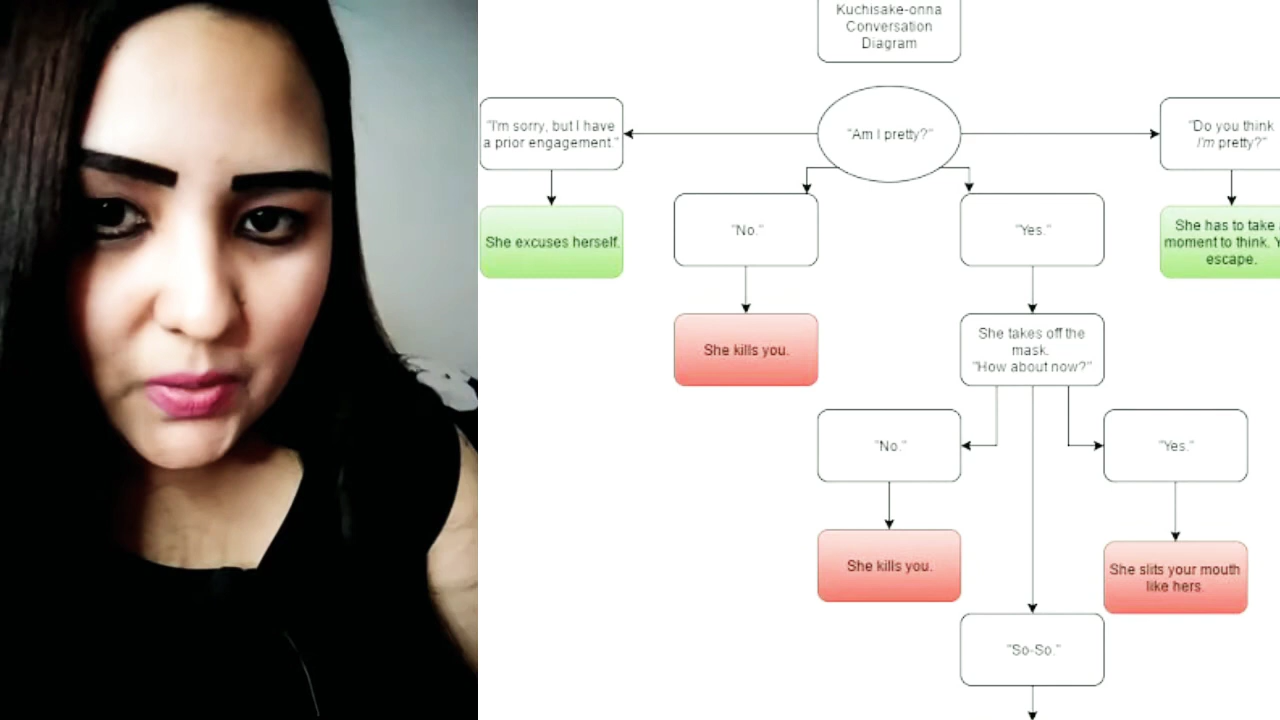 Kuchisake-onna
Conversation
Diagram
"I'm sorry, but I have
a prior engagement."
"Am I pretty?"
"Do you think
I'm pretty?"
She excuses herself.
"No."
"Yes."
She has to take
moment to think. Y
escape.
She kills you.
She takes off the
mask.
"How about now?"
"No."
"Yes."
She kills you.
She slits your mouth
like hers.
"So-So."